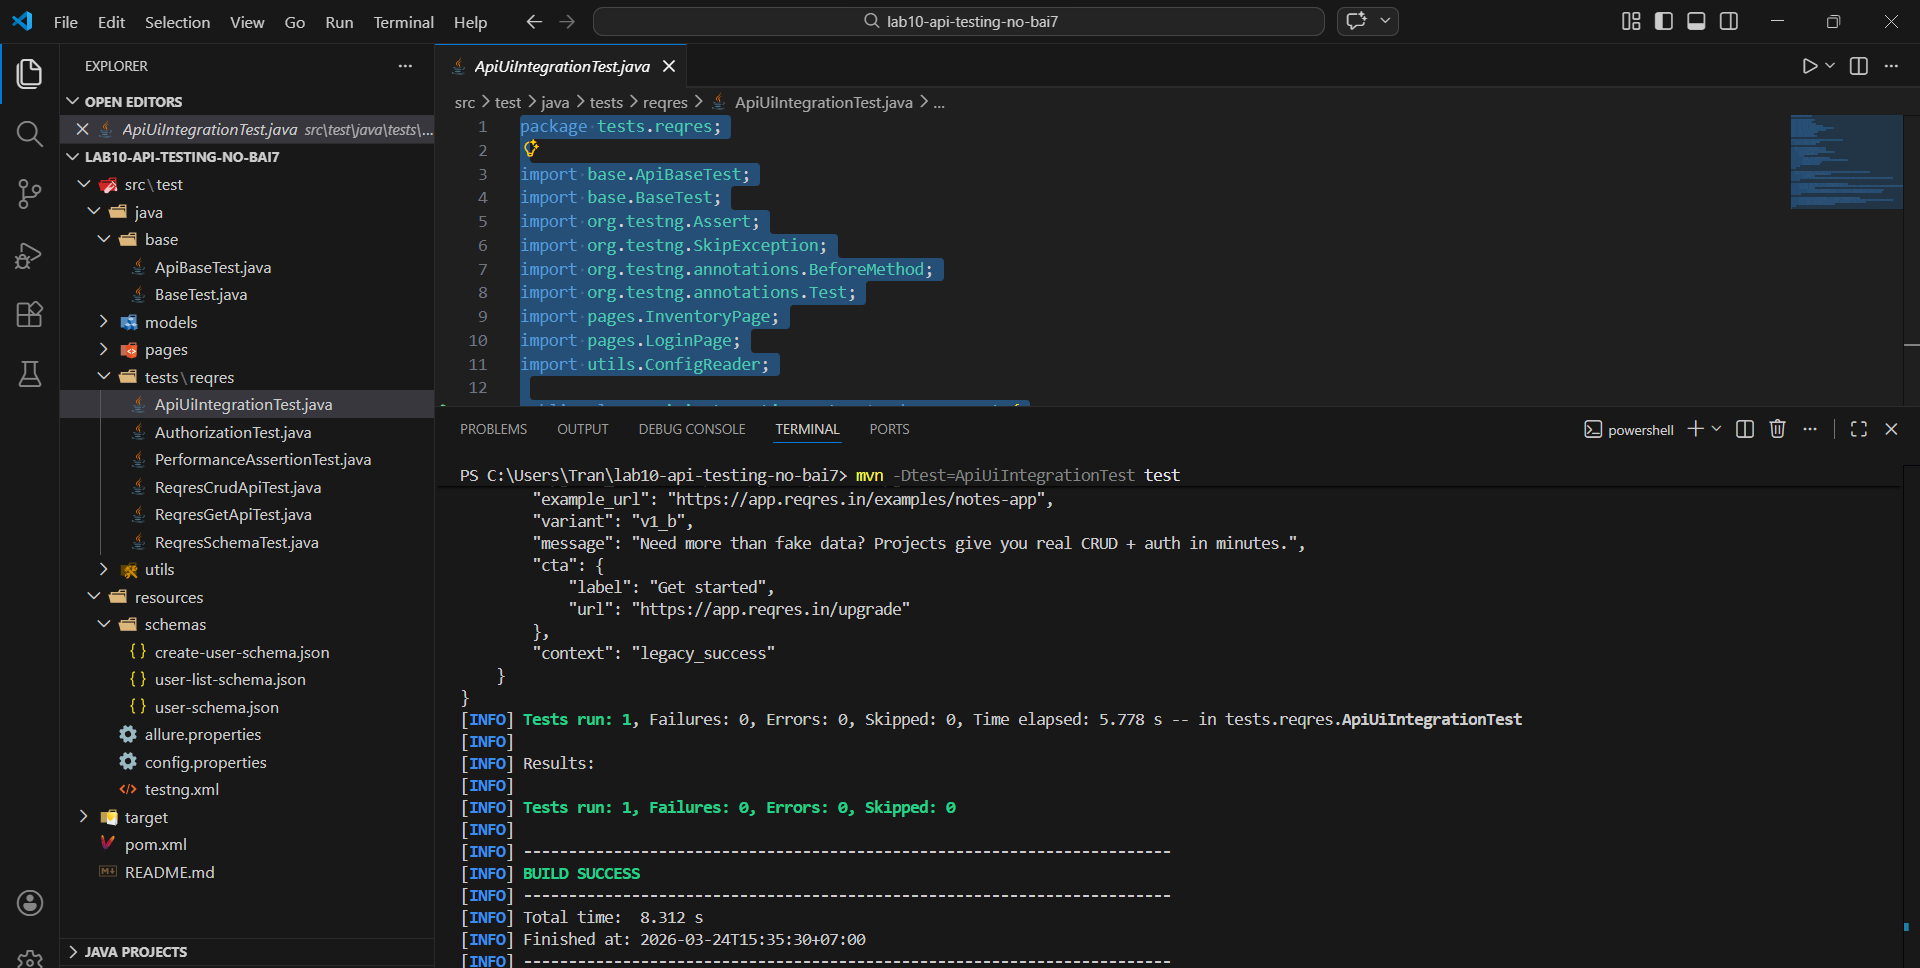 File Edit Selection View Go Run Terminal Help
lab10-api-testing-no-bai7
EXPLORER
OPEN EDITORS
ApiUiIntegrationTest.java src\test\java\tests\...
LAB10-API-TESTING-NO-BAI7
src\test
java
base
ApiBaseTest.java
BaseTest.java
models
pages
tests\reqres
ApiUiIntegrationTest.java
AuthorizationTest.java
PerformanceAssertionTest.java
ReqresCrudApiTest.java
ReqresGetApiTest.java
ReqresSchemaTest.java
utils
resources
schemas
create-user-schema.json
user-list-schema.json
user-schema.json
allure.properties
config.properties
testng.xml
target
pom.xml
README.md
JAVA PROJECTS
ApiUiIntegrationTest.java
src > test > java > tests > reqres > ApiUiIntegrationTest.java > ...
1 package tests.reqres;
2
3 import base.ApiBaseTest;
4 import base.BaseTest;
5 import org.testng.Assert;
6 import org.testng.SkipException;
7 import org.testng.annotations.BeforeMethod;
8 import org.testng.annotations.Test;
9 import pages.InventoryPage;
10 import pages.LoginPage;
11 import utils.ConfigReader;
12
PROBLEMS OUTPUT DEBUG CONSOLE TERMINAL PORTS
powershell
PS C:\Users\Tran\lab10-api-testing-no-bai7> mvn -Dtest=ApiUiIntegrationTest test
"example_url": "https://app.reqres.in/examples/notes-app",
"variant": "v1_b",
"message": "Need more than fake data? Projects give you real CRUD + auth in minutes.",
"cta": {
"label": "Get started",
"url": "https://app.reqres.in/upgrade"
},
"context": "legacy_success"
}
}
[INFO] Tests run: 1, Failures: 0, Errors: 0, Skipped: 0, Time elapsed: 5.778 s -- in tests.reqres.ApiUiIntegrationTest
[INFO]
[INFO] Results:
[INFO]
[INFO] Tests run: 1, Failures: 0, Errors: 0, Skipped: 0
[INFO]
[INFO] ------------------------------------------------------------------------
[INFO] BUILD SUCCESS
[INFO] ------------------------------------------------------------------------
[INFO] Total time:  8.312 s
[INFO] Finished at: 2026-03-24T15:35:30+07:00
[INFO] ------------------------------------------------------------------------